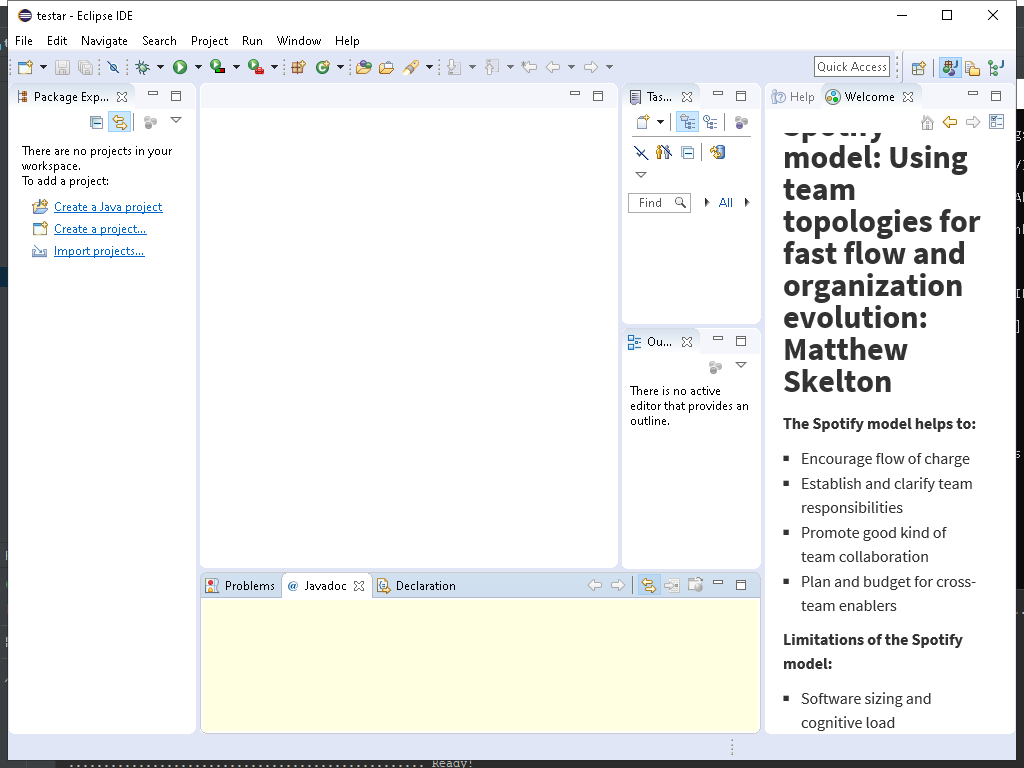 testar - Eclipse IDE
File Edit Navigate Search Project Run Window Help
Quick Access
Package Exp...
There are no projects in your
workspace.
To add a project:
Create a Java project
Create a project...
Import projects...
Tas...
Find
All
Ou...
There is no active
editor that provides an
outline.
Help
Welcome
Spotify
model: Using
team
topologies for
fast flow and
organization
evolution:
Matthew
Skelton
The Spotify model helps to:
▪ Encourage flow of charge
▪ Establish and clarify team
responsibilities
▪ Promote good kind of
team collaboration
▪ Plan and budget for cross-
team enablers
Limitations of the Spotify
model:
▪ Software sizing and
cognitive load
Problems
@ Javadoc
Declaration
Ready!